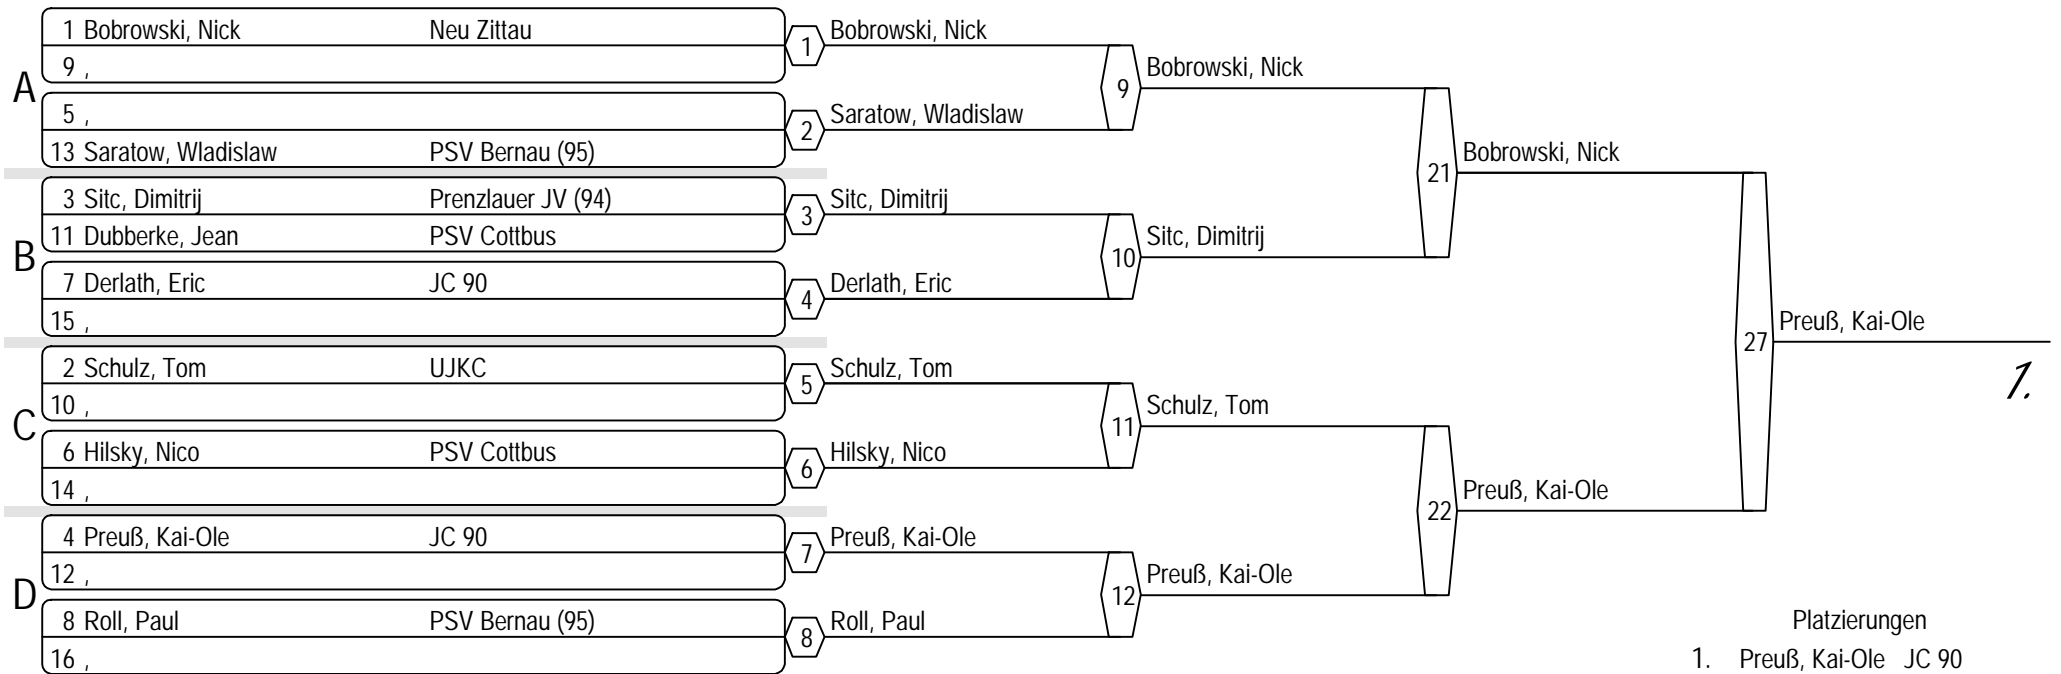 1 Bobrowski, Nick Neu Zittau
9 ,
1
Bobrowski, Nick
A
5 ,
13 Saratow, Wladislaw PSV Bernau (95)
2
Saratow, Wladislaw
9
Bobrowski, Nick
3 Sitc, Dimitrij Prenzlauer JV (94)
11 Dubberke, Jean PSV Cottbus
3
Sitc, Dimitrij
B
7 Derlath, Eric JC 90
15 ,
4
Derlath, Eric
10
Sitc, Dimitrij
21
Bobrowski, Nick
2 Schulz, Tom UJKC
10 ,
5
Schulz, Tom
C
6 Hilsky, Nico PSV Cottbus
14 ,
6
Hilsky, Nico
11
Schulz, Tom
4 Preuß, Kai-Ole JC 90
12 ,
7
Preuß, Kai-Ole
D
8 Roll, Paul PSV Bernau (95)
16 ,
8
Roll, Paul
12
Preuß, Kai-Ole
22
Preuß, Kai-Ole
27
Preuß, Kai-Ole
1.
Platzierungen
1. Preuß, Kai-Ole JC 90